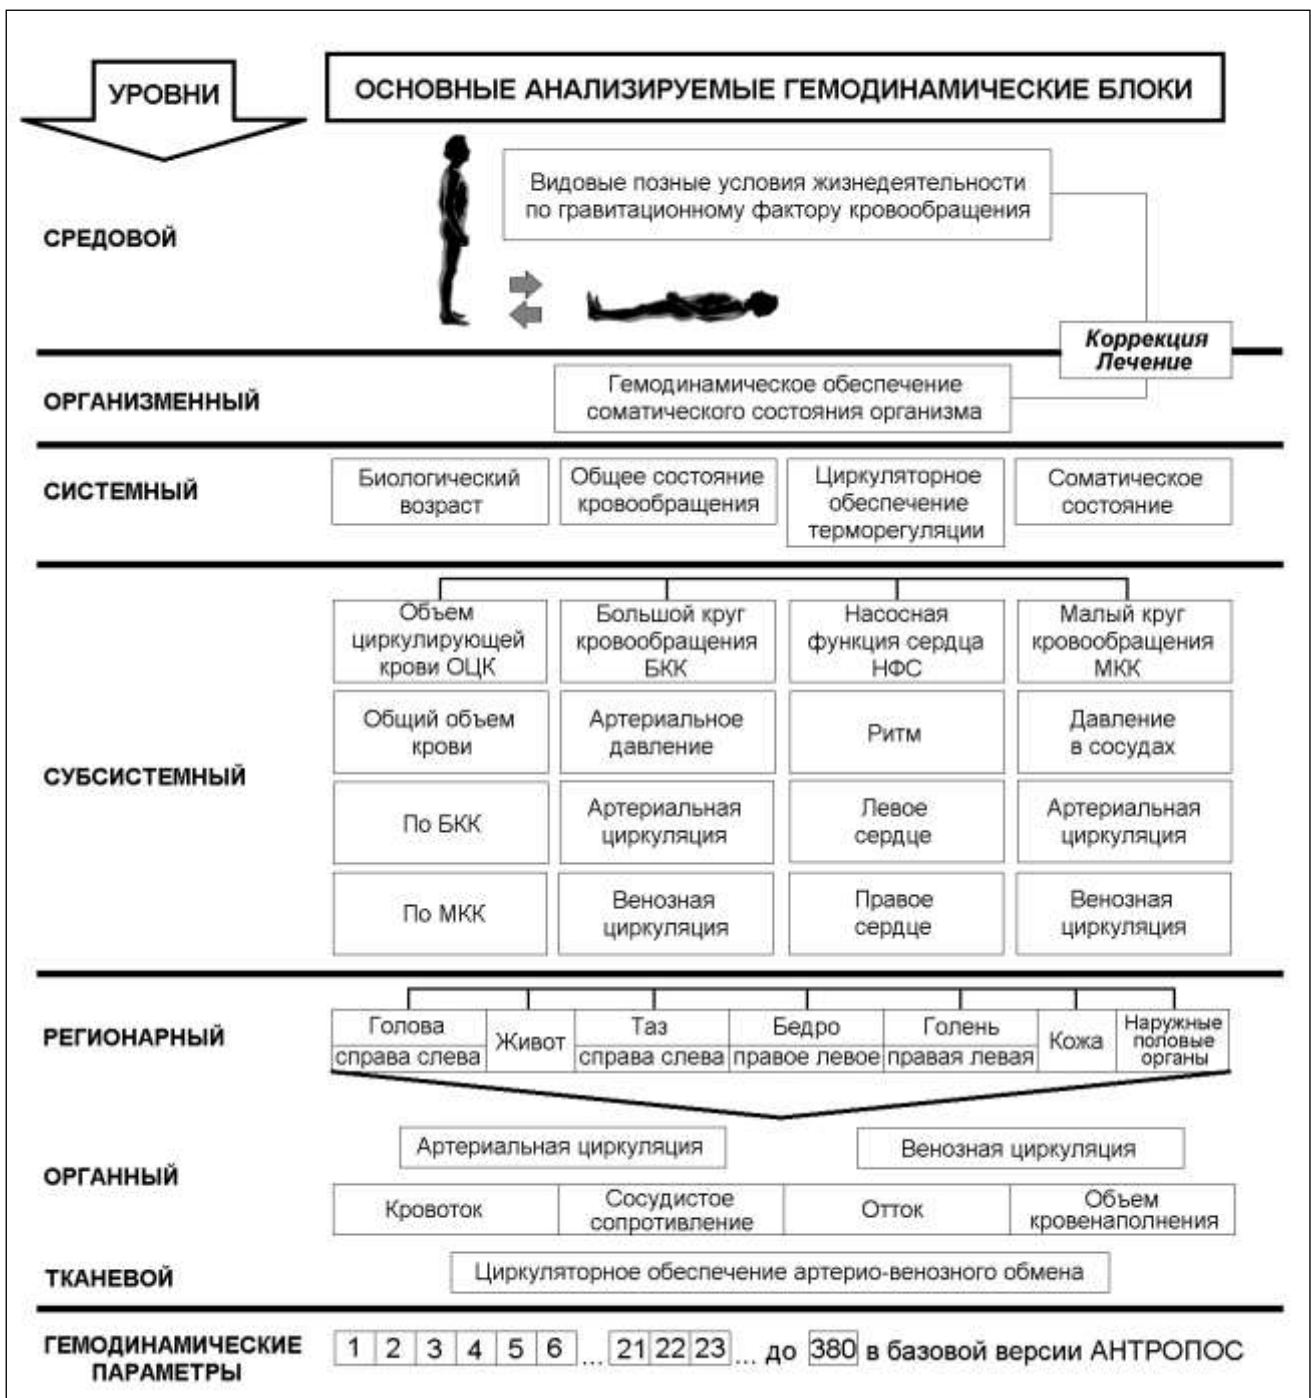 УРОВНИ
ОСНОВНЫЕ АНАЛИЗИРУЕМЫЕ ГЕМОДИНАМИЧЕСКИЕ БЛОКИ
СРЕДОВОЙ
Видовые позные условия жизнедеятельности
по гравитационному фактору кровообращения
Коррекция
Лечение
ОРГАНИЗМЕННЫЙ
Гемодинамическое обеспечение
соматического состояния организма
СИСТЕМНЫЙ
Биологический
возраст
Общее состояние
кровообращения
Циркуляторное
обеспечение
терморегуляции
Соматическое
состояние
СУБСИСТЕМНЫЙ
Объем
циркулирующей
крови ОЦК
Большой круг
кровообращения
БКК
Насосная
функция сердца
НФС
Малый круг
кровообращения
МКК
Общий объем
крови
Артериальное
давление
Ритм
Давление
в сосудах
По БКК
Артериальная
циркуляция
Левое
сердце
Артериальная
циркуляция
По МКК
Венозная
циркуляция
Правое
сердце
Венозная
циркуляция
РЕГИОНАРНЫЙ
Голова
справа слева
Живот
Таз
справа слева
Бедро
правое левое
Голень
правая левая
Кожа
Наружные
половые
органы
ОРГАННЫЙ
Артериальная циркуляция
Венозная циркуляция
Кровоток
Сосудистое
сопротивление
Отток
Объем
кровенаполнения
ТКАНЕВОЙ
Циркуляторное обеспечение артерио-венозного обмена
ГЕМОДИНАМИЧЕСКИЕ
ПАРАМЕТРЫ
1 2 3 4 5 6 ... 21 22 23 ... до 380 в базовой версии АНТРОПОС